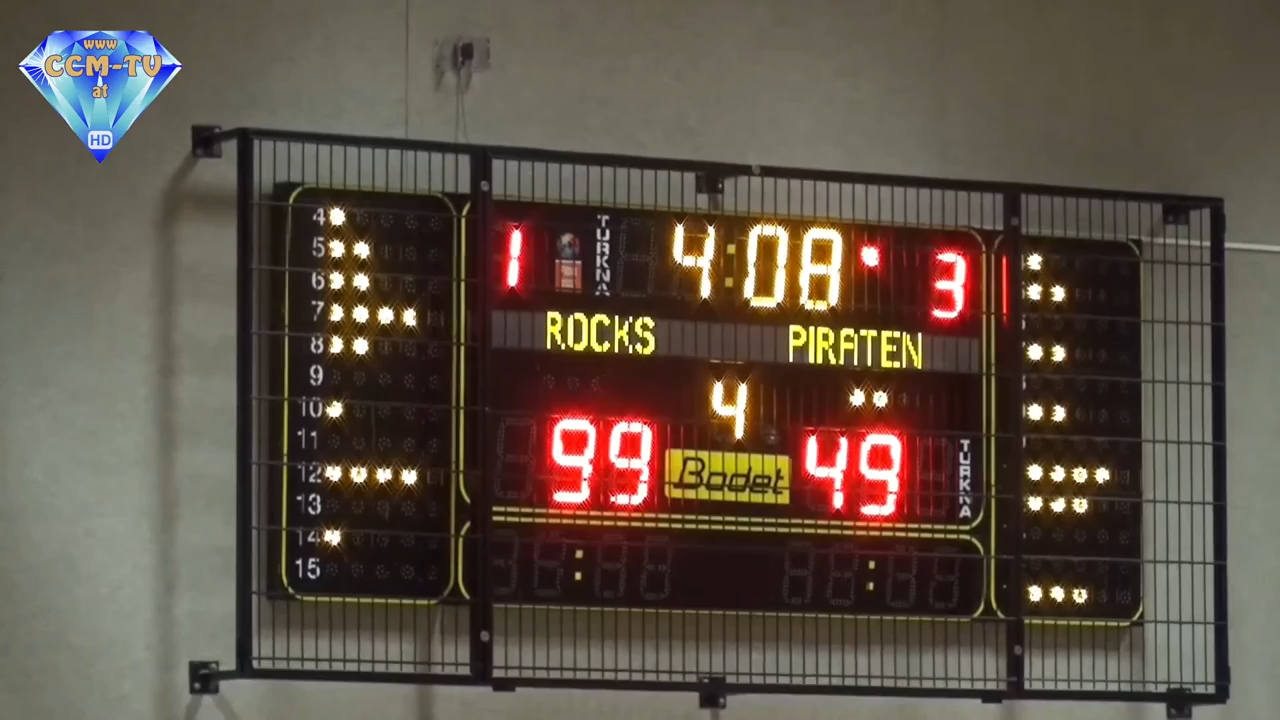 www
CCM-TV
at
HD
4
5
6
7
8
9
10
11
12
13
14
15
1 TURKNA 4:08 3
ROCKS PIRATEN
4
99 Bodet 49 TURKNA